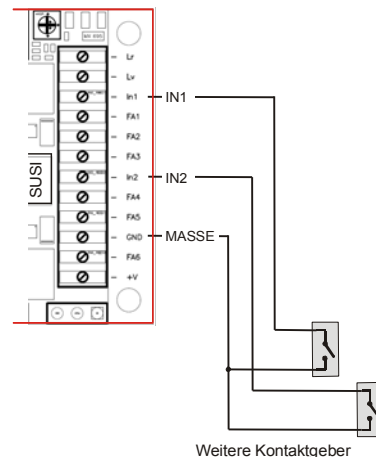 Lr
Lv
In1
IN1
FA1
FA2
FA3
In2
IN2
FA4
FA5
GND
MASSE
FA6
+V
SUSI
Weitere Kontaktgeber